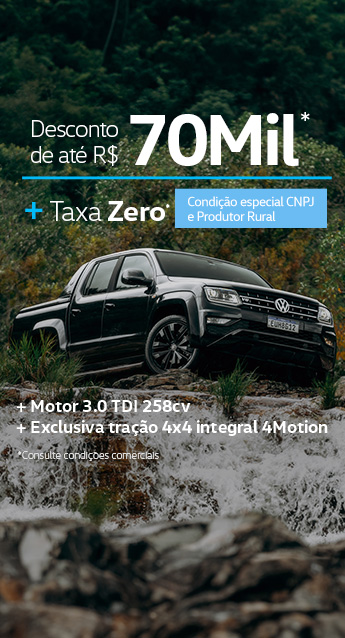 Desconto
de até R$ 70Mil*
+ Taxa Zero*
Condição especial CNPJ
e Produtor Rural
+ Motor 3.0 TDI 258cv
+ Exclusiva tração 4x4 integral 4Motion
*Consulte condições comerciais